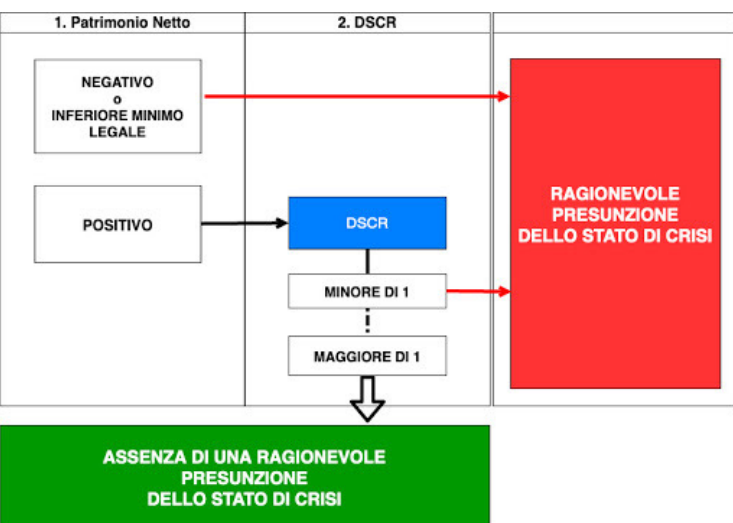 1. Patrimonio Netto
2. DSCR
NEGATIVO
o
INFERIORE MINIMO
LEGALE
POSITIVO
DSCR
MINORE DI 1
MAGGIORE DI 1
RAGIONEVOLE
PRESUNZIONE
DELLO STATO DI CRISI
ASSENZA DI UNA RAGIONEVOLE
PRESUNZIONE
DELLO STATO DI CRISI